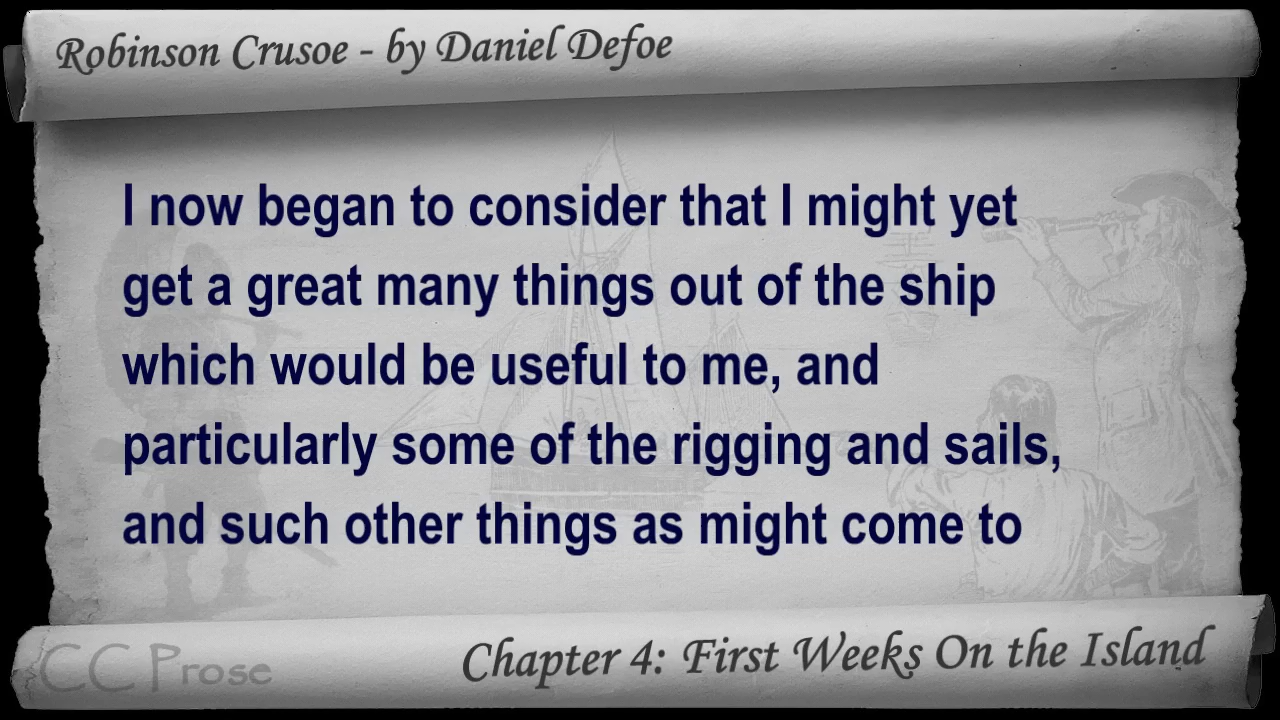 Robinson Crusoe - by Daniel Defoe
I now began to consider that I might yet
get a great many things out of the ship
which would be useful to me, and
particularly some of the rigging and sails,
and such other things as might come to
CC Prose
Chapter 4: First Weeks On the Island